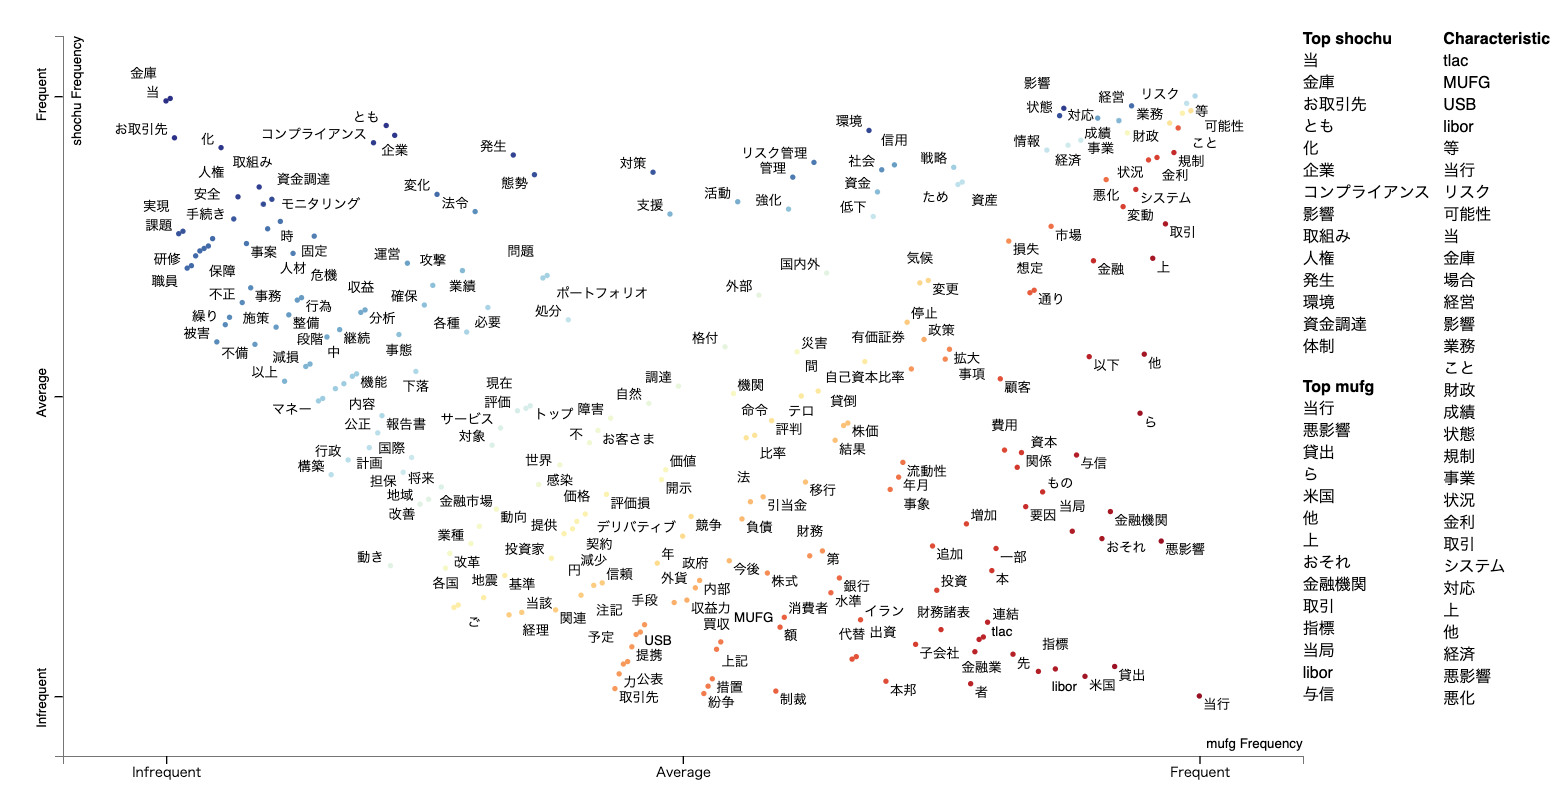 shochu Frequency
Frequent
Average
Infrequent
金庫
当
お取引先
化
とも
コンプライアンス
企業
取組み
人権
資金調達
安全
モニタリング
実現
手続き
課題
時
事案
固定
研修
職員
保障
人材
危機
不正
事務
行為
繰り
施策
整備
被害
段階
継続
不備
減損
中
以上
機能
マネー
内容
公正
報告書
行政
国際
構築
計画
担保
将来
地域
改善
発生
態勢
変化
法令
運営
攻撃
問題
収益
確保
業績
ポートフォリオ
分析
各種
必要
処分
事態
下落
現在
評価
サービス
トップ
対象
障害
自然
調達
不
お客さま
世界
感染
価値
開示
金融市場
価格
評価損
動向
提供
デリバティブ
競争
業種
投資家
契約
減少
年
動き
改革
円
信頼
外貨
政府
各国
地震
基準
内部
当該
手段
収益力
ご
経理
関連
注記
買収
予定
USB
提携
上記
力
公表
措置
取引先
紛争
対策
支援
リスク管理
管理
活動
強化
環境
信用
社会
資金
低下
戦略
ため
資産
国内外
外部
気候
変更
停止
格付
災害
有価証券
政策
間
拡大
自己資本比率
事項
機関
命令
テロ
貸倒
評判
株価
比率
結果
法
移行
引当金
流動性
年月
事象
負債
財務
第
今後
株式
銀行
水準
MUFG
消費者
額
イラン
代替
出資
制裁
本邦
影響
状態
対応
経営
リスク
業務
等
可能性
情報
成績
財政
こと
経済
事業
状況
規制
金利
悪化
システム
変動
取引
市場
損失
想定
金融
上
通り
以下
他
顧客
ら
費用
資本
関係
与信
もの
要因
当局
金融機関
増加
おそれ
悪影響
追加
一部
投資
本
財務諸表
連結
tlac
子会社
金融業
先
指標
者
libor
米国
貸出
当行
mufg Frequency
Infrequent
Average
Frequent
Top shochu
当
金庫
お取引先
とも
化
企業
コンプライアンス
影響
取組み
人権
発生
環境
資金調達
体制
Top mufg
当行
悪影響
貸出
ら
米国
他
上
おそれ
金融機関
取引
指標
当局
libor
与信
Characteristic
tlac
MUFG
USB
libor
等
当行
リスク
可能性
当
金庫
場合
経営
影響
業務
こと
財政
成績
状態
規制
事業
状況
金利
取引
システム
対応
上
他
経済
悪影響
悪化